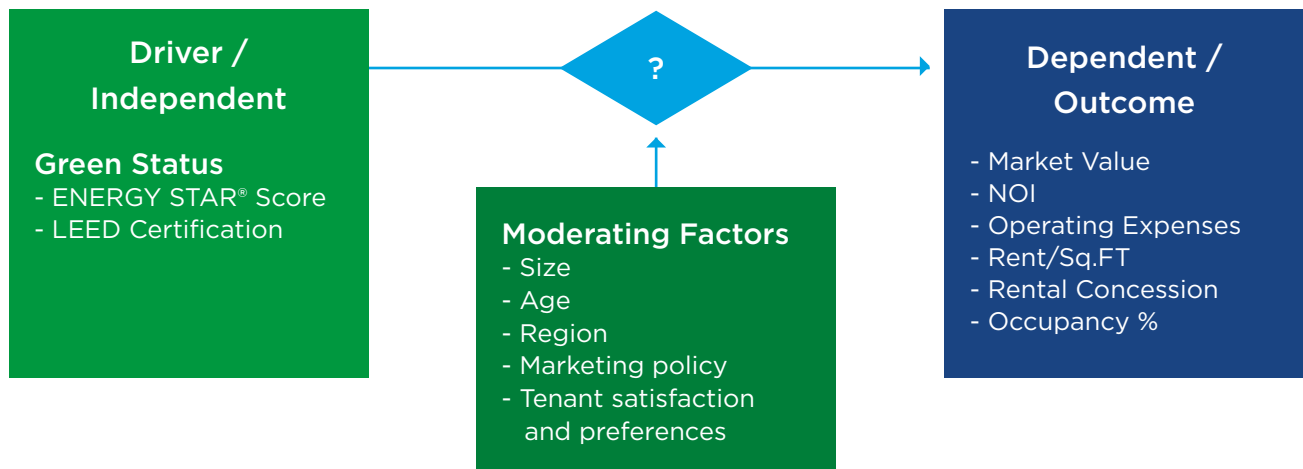 Driver /
Independent
Green Status
- ENERGY STAR® Score
- LEED Certification
?
Moderating Factors
- Size
- Age
- Region
- Marketing policy
- Tenant satisfaction
and preferences
Dependent /
Outcome
- Market Value
- NOI
- Operating Expenses
- Rent/Sq.FT
- Rental Concession
- Occupancy %